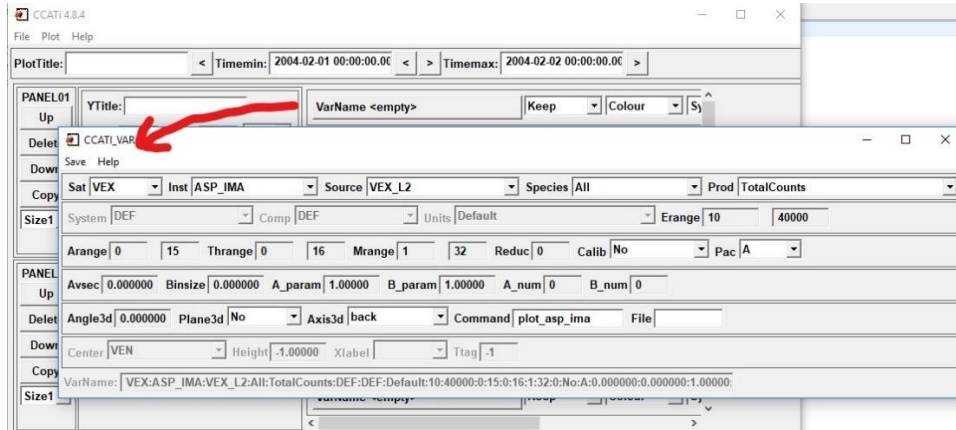 CCATi 4.8.4
File Plot Help
PlotTitle: < Timemin: 2004-02-01 00:00:00.00 < > Timemax: 2004-02-02 00:00:00.00 >
PANEL01 YTitle: VarName <empty> Keep Colour Sy
Up
Delet
Down
Copy
Size1
CCATI_VAR
Save Help
Sat VEX Inst ASP_IMA Source VEX_L2 Species All Prod TotalCounts
System DEF Comp DEF Units Default Erange 10 40000
Arange 0 15 Thrange 0 16 Mrange 1 32 Reduc 0 Calib No Pac A
Avsec 0.000000 Binsize 0.000000 A_param 1.00000 B_param 1.00000 A_num 0 B_num 0
Angle3d 0.000000 Plane3d No Axis3d back Command plot_asp_ima File
Center VEN Height -1.00000 Xlabel Ttag -1
VarName: VEX:ASP_IMA:VEX_L2:All:TotalCounts:DEF:DEF:Default:10:40000:0:15:0:16:1:32:0:No:A:0.000000:0.000000:1.00000:
PANEL
Up
Delet
Down
Copy
Size1